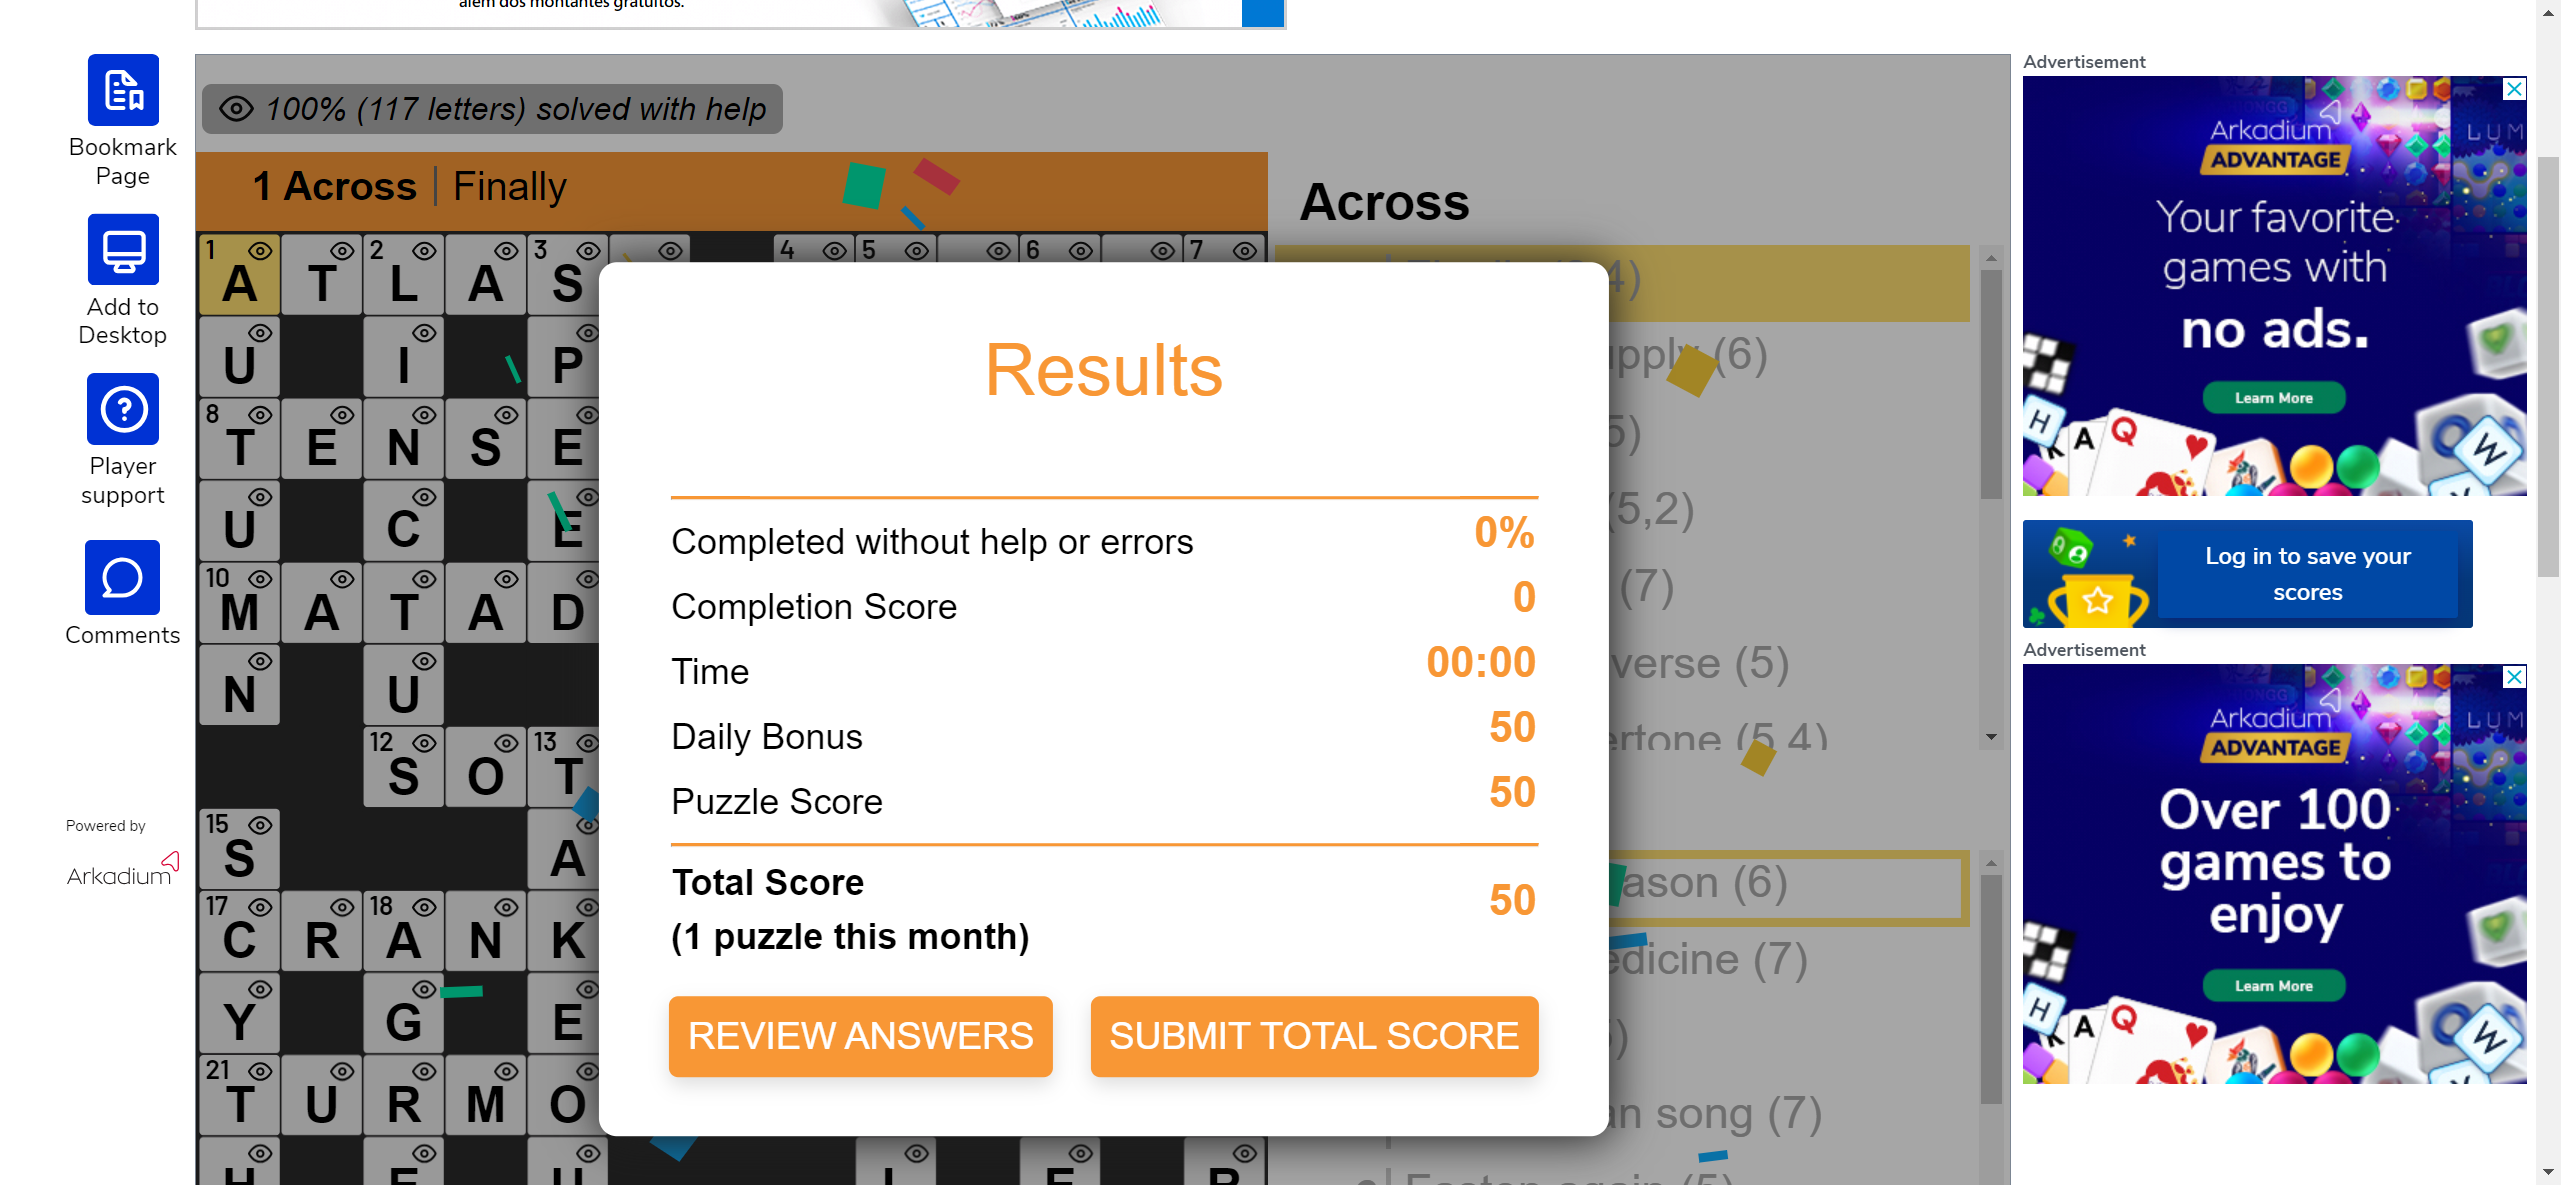 além dos montantes gratuitos.
Bookmark
Page
Add to
Desktop
Player
support
Comments
Powered by
Arkadium
100% (117 letters) solved with help
1 Across | Finally
1 A T 2 L A 3 S 4 5 6 7
U I P
8 T E N S E
U C E
10 M A T A D
N U
12 S O 13 T
15 S A
17 C R 18 A N K
Y G E
21 T U R M O
Across
4)
(6)
5)
(5,2)
(7)
verse (5)
ertone (5,4)
ason (6)
edicine (7)
)
an song (7)
Fasten again (5)
Results
Completed without help or errors 0%
Completion Score 0
Time 00:00
Daily Bonus 50
Puzzle Score 50
Total Score
(1 puzzle this month) 50
REVIEW ANSWERS
SUBMIT TOTAL SCORE
Advertisement
Arkadium
ADVANTAGE
LUM
Your favorite
games with
no ads.
Learn More
H A Q W
Log in to save your
scores
Advertisement
Arkadium
ADVANTAGE
LUM
Over 100
games to
enjoy
Learn More
H A Q W